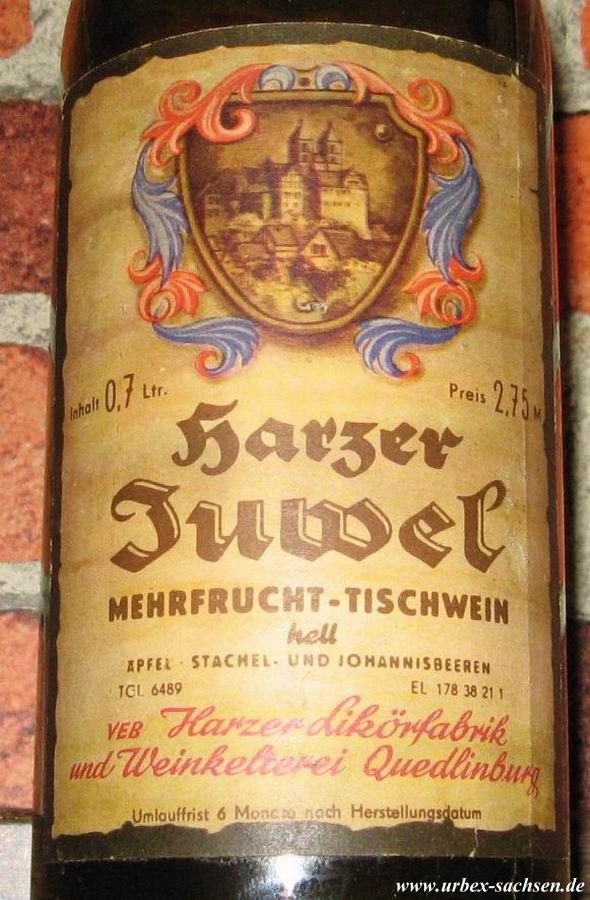 Inhalt 0,7 Ltr.
Preis 2,75 M
Harzer
Juwel
MEHRFRUCHT-TISCHWEIN
hell
ÄPFEL · STACHEL- UND JOHANNISBEEREN
TGL 6489 EL 178 38 21 1
VEB Harzer Likörfabrik
und Weinkelterei Quedlinburg
Umlauffrist 6 Monate nach Herstellungsdatum
www.urbex-sachsen.de